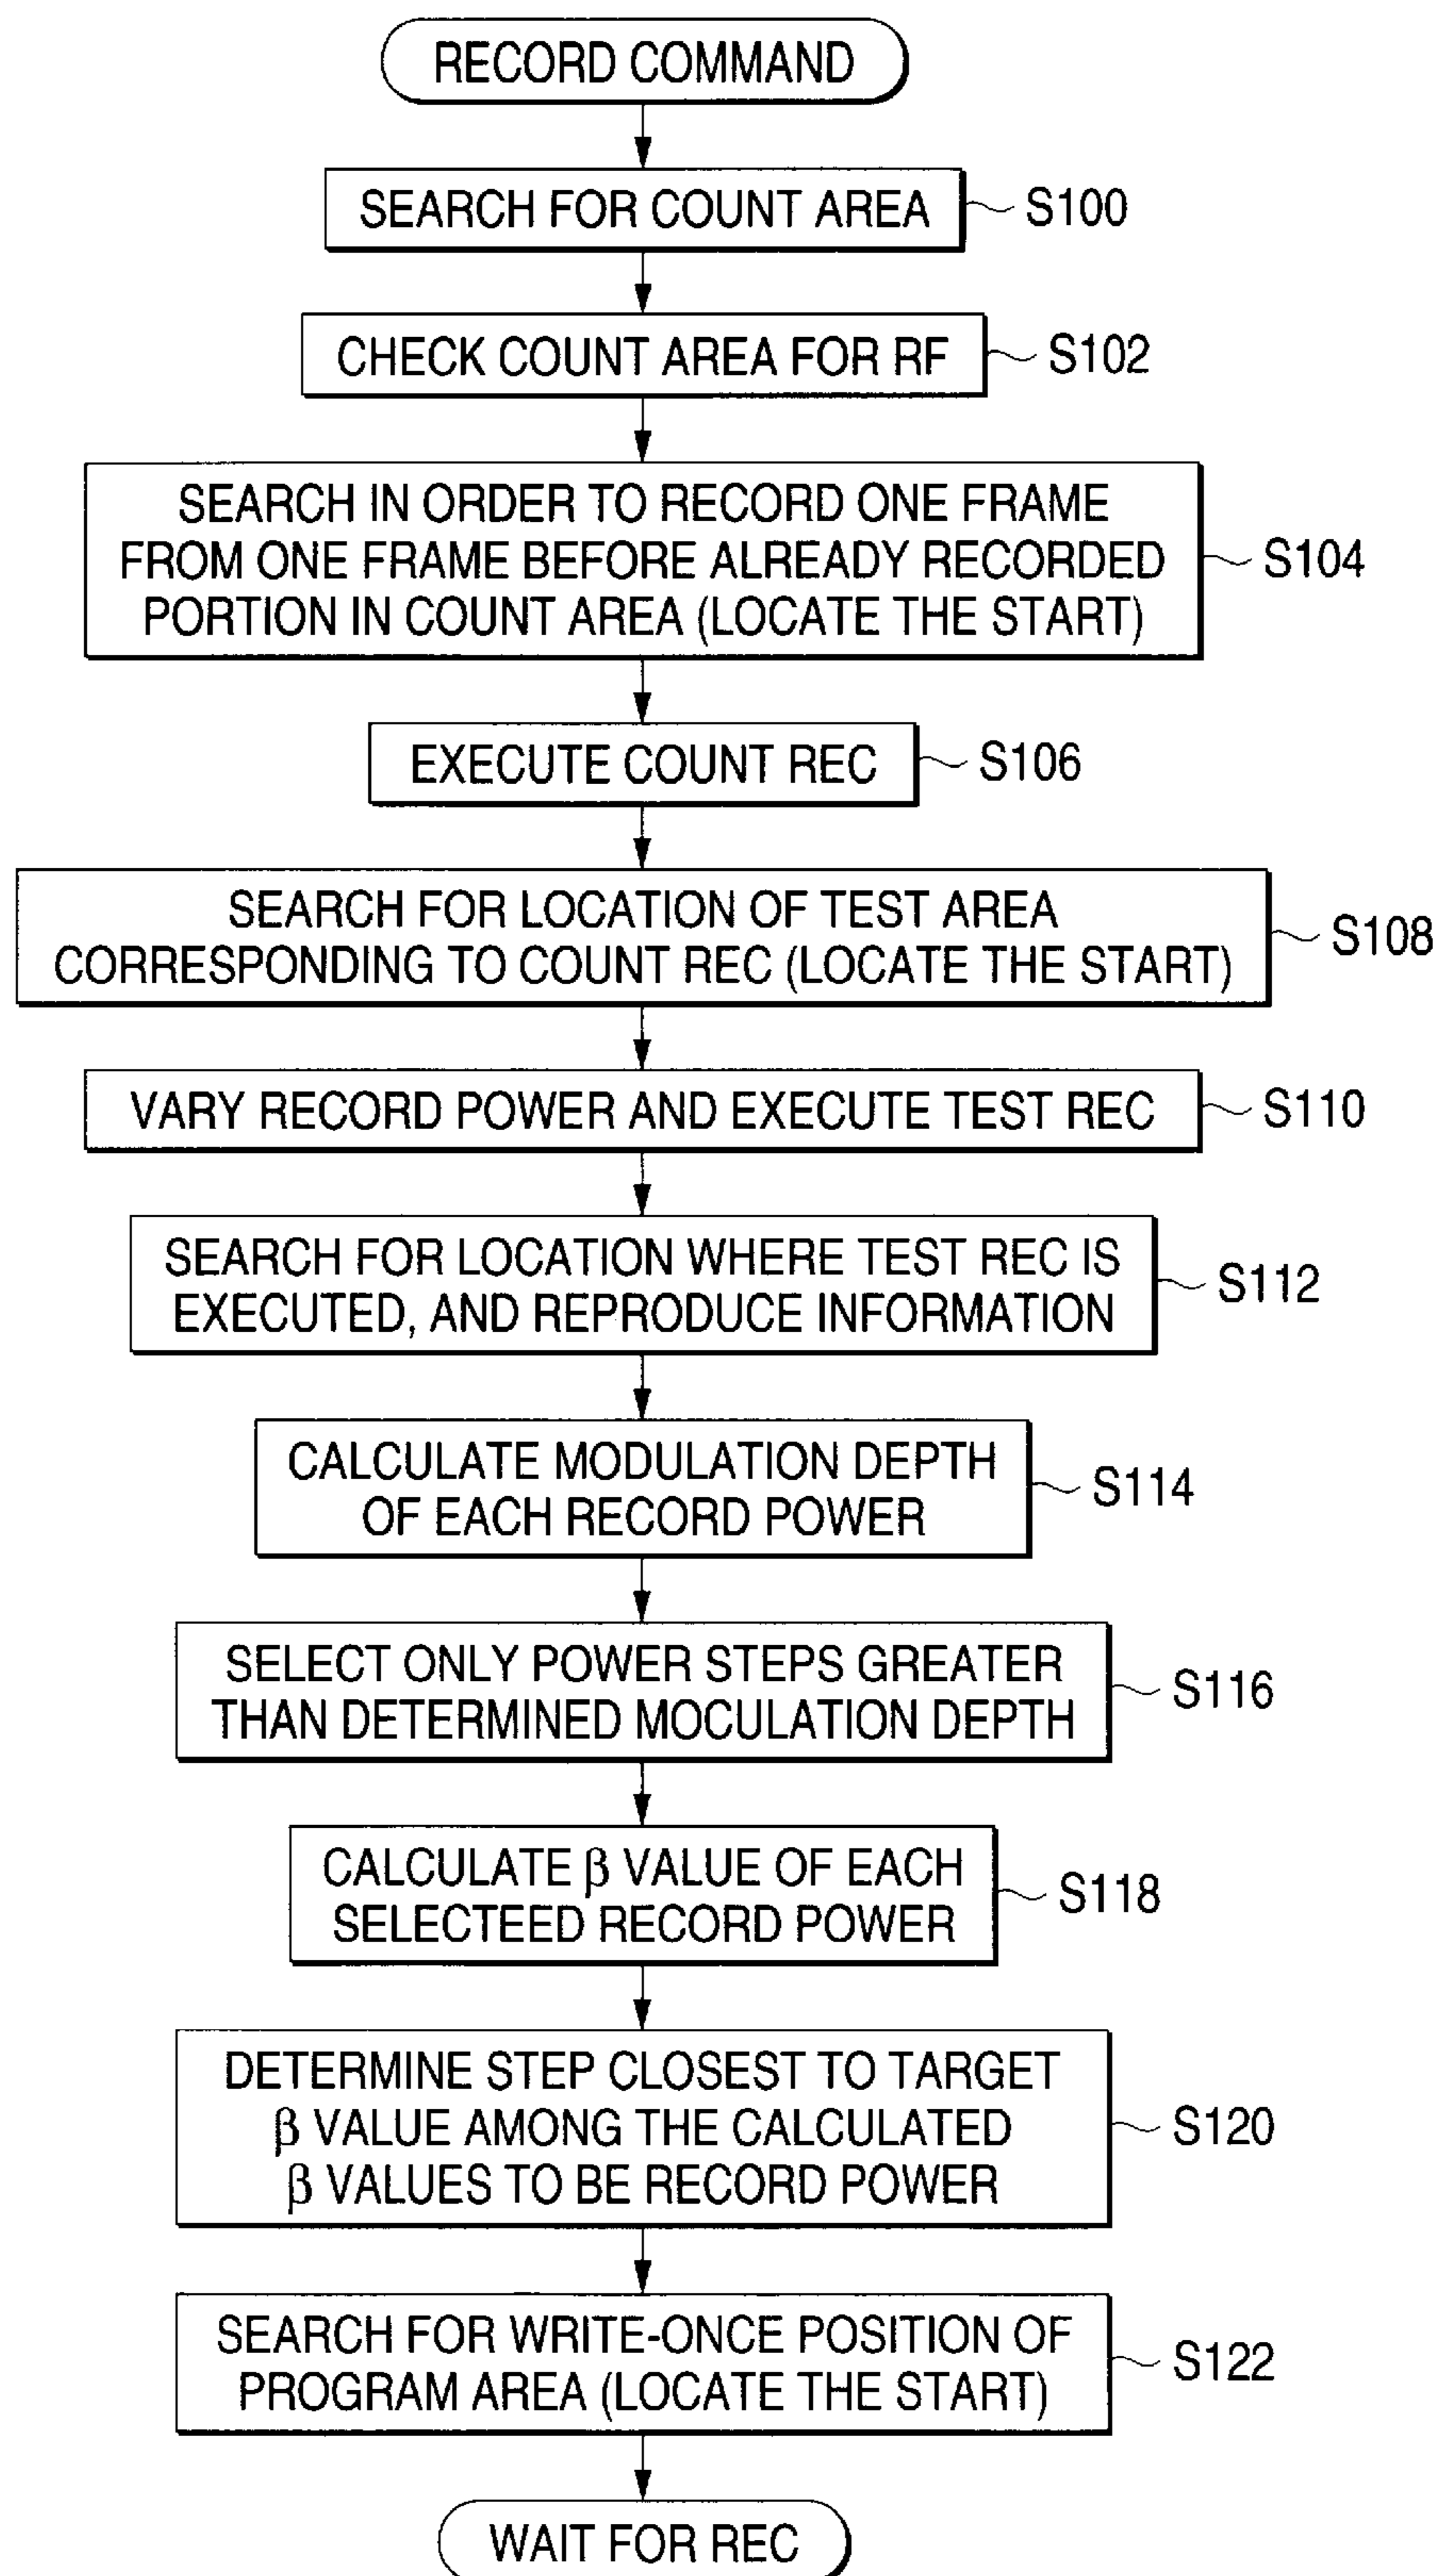 RECORD COMMAND
SEARCH FOR COUNT AREA
S100
CHECK COUNT AREA FOR RF
S102
SEARCH IN ORDER TO RECORD ONE FRAME
FROM ONE FRAME BEFORE ALREADY RECORDED
PORTION IN COUNT AREA (LOCATE THE START)
S104
EXECUTE COUNT REC
S106
SEARCH FOR LOCATION OF TEST AREA
CORRESPONDING TO COUNT REC (LOCATE THE START)
S108
VARY RECORD POWER AND EXECUTE TEST REC
S110
SEARCH FOR LOCATION WHERE TEST REC IS
EXECUTED, AND REPRODUCE INFORMATION
S112
CALCULATE MODULATION DEPTH
OF EACH RECORD POWER
S114
SELECT ONLY POWER STEPS GREATER
THAN DETERMINED MOCULATION DEPTH
S116
CALCULATE β VALUE OF EACH
SELECTEED RECORD POWER
S118
DETERMINE STEP CLOSEST TO TARGET
β VALUE AMONG THE CALCULATED
β VALUES TO BE RECORD POWER
S120
SEARCH FOR WRITE-ONCE POSITION OF
PROGRAM AREA (LOCATE THE START)
S122
WAIT FOR REC